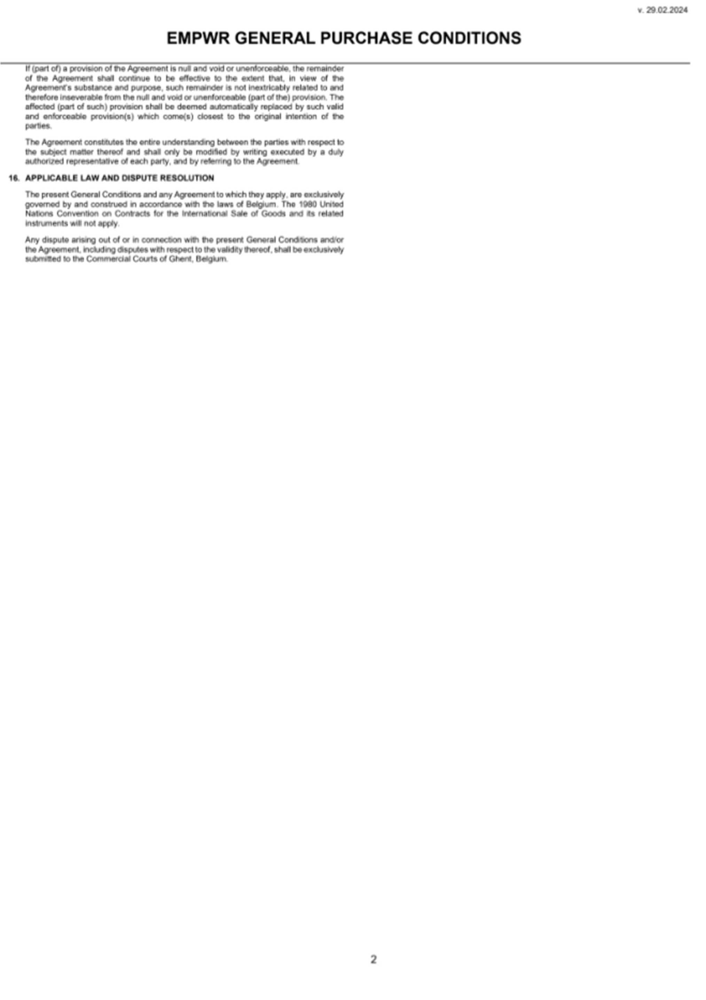 v. 29.02.2024
EMPWR GENERAL PURCHASE CONDITIONS
If (part of) a provision of the Agreement is null and void or unenforceable, the remainder
of the Agreement shall continue to be effective to the extent that, in view of the
Agreement's substance and purpose, such remainder is not inextricably related to and
therefore inseverable from the null and void or unenforceable (part of the) provision. The
affected (part of such) provision shall be deemed automatically replaced by such valid
and enforceable provision(s) which come(s) closest to the original intention of the
parties.
The Agreement constitutes the entire understanding between the parties with respect to
the subject matter thereof and shall only be modified by writing executed by a duly
authorized representative of each party, and by referring to the Agreement.
16. APPLICABLE LAW AND DISPUTE RESOLUTION
The present General Conditions and any Agreement to which they apply, are exclusively
governed by and construed in accordance with the laws of Belgium. The 1980 United
Nations Convention on Contracts for the International Sale of Goods and its related
instruments will not apply.
Any dispute arising out of or in connection with the present General Conditions and/or
the Agreement, including disputes with respect to the validity thereof, shall be exclusively
submitted to the Commercial Courts of Ghent, Belgium.
2